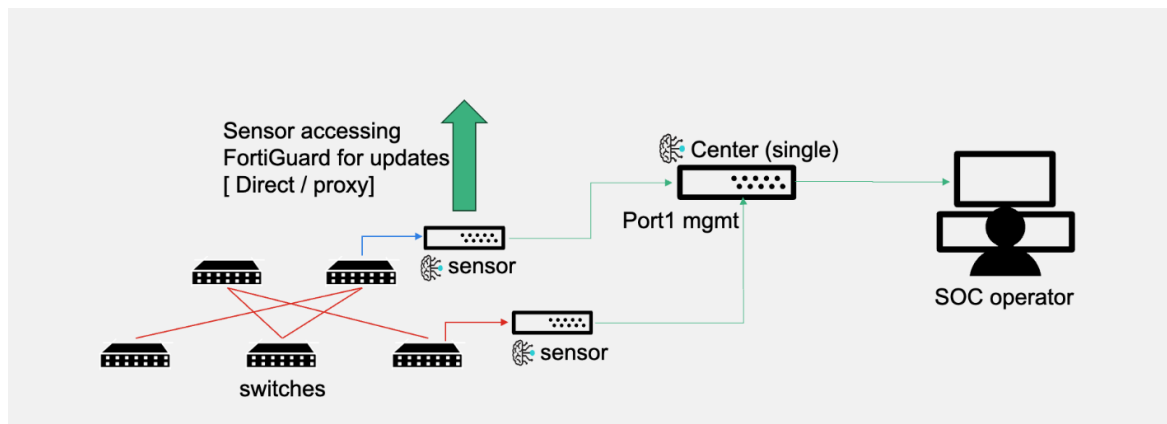 Sensor accessing
FortiGuard for updates
[ Direct / proxy]
Center (single)
Port1 mgmt
sensor
sensor
switches
SOC operator